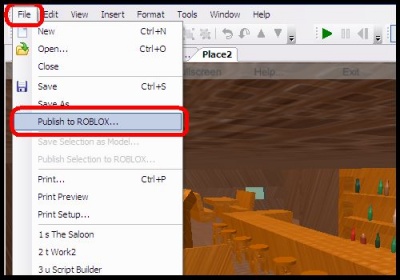 File Edit View Insert Format Tools Window Help
New Ctrl+N
Open... Ctrl+O
Close
Save Ctrl+S
Save As
Publish to ROBLOX...
Save Selection as Model...
Publish Selection to ROBLOX...
Print... Ctrl+P
Print Preview
Print Setup...
1 s The Saloon
2 t Work2
3 u Script Builder
Place2
Help
Exit